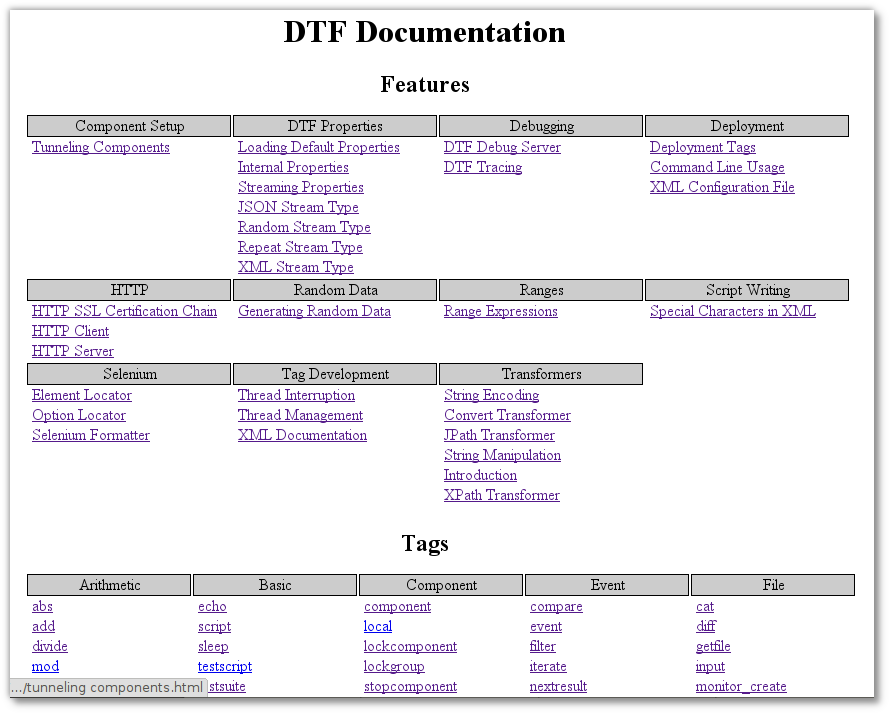 DTF Documentation
Features
Component Setup DTF Properties Debugging Deployment
Tunneling Components Loading Default Properties DTF Debug Server Deployment Tags
Internal Properties DTF Tracing Command Line Usage
Streaming Properties XML Configuration File
JSON Stream Type
Random Stream Type
Repeat Stream Type
XML Stream Type
HTTP Random Data Ranges Script Writing
HTTP SSL Certification Chain Generating Random Data Range Expressions Special Characters in XML
HTTP Client
HTTP Server
Selenium Tag Development Transformers
Element Locator Thread Interruption String Encoding
Option Locator Thread Management Convert Transformer
Selenium Formatter XML Documentation JPath Transformer
String Manipulation
Introduction
XPath Transformer
Tags
Arithmetic Basic Component Event File
abs echo component compare cat
add script local event diff
divide sleep lockcomponent filter getfile
mod testscript lockgroup iterate input
.../tunneling components.html stsuite stopcomponent nextresult monitor_create